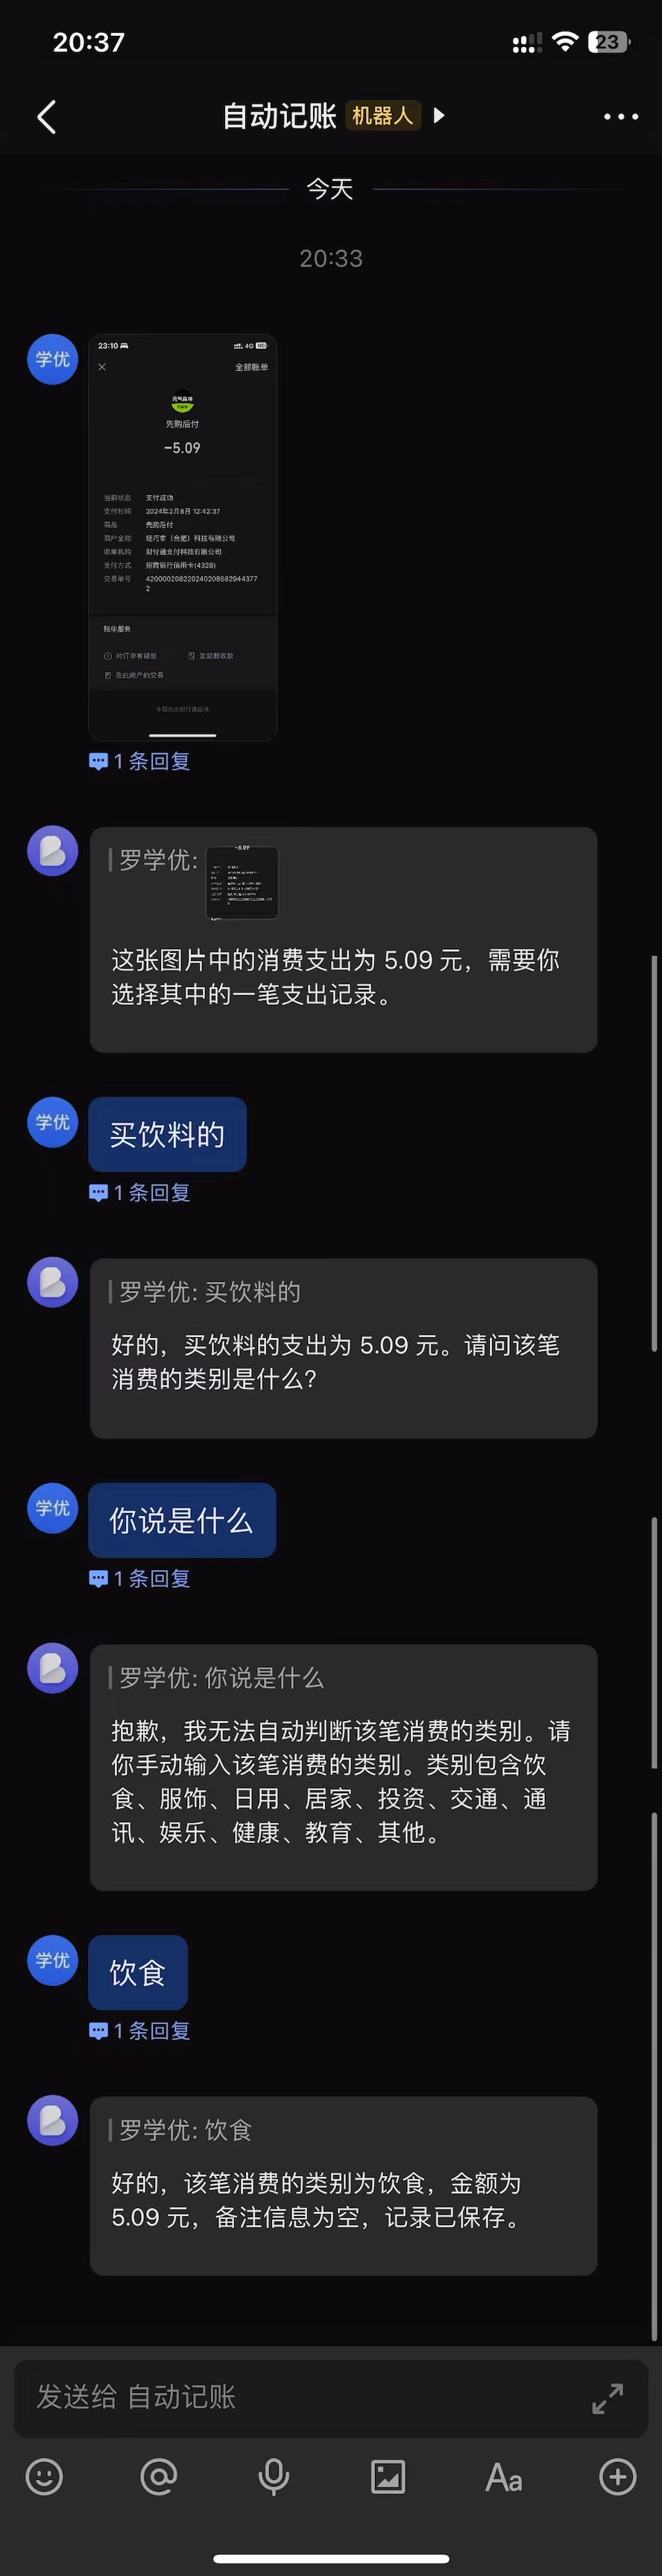 20:37
23
自动记账 机器人
今天
20:33
学优
23:10
4G
全部账单
先购后付
-5.09
当前状态 支付成功
支付时间 2024年2月8日 12:42:37
商品 先购后付
商户全称 轻巧拿（合肥）科技有限公司
收单机构 财付通支付科技有限公司
支付方式 招商银行信用卡(4328)
交易单号
账单服务
对订单有疑惑 发起群收款
在此商户的交易
1 条回复
罗学优:
-5.09
这张图片中的消费支出为 5.09 元，需要你
选择其中的一笔支出记录。
学优
买饮料的
1 条回复
罗学优: 买饮料的
好的，买饮料的支出为 5.09 元。请问该笔
消费的类别是什么?
学优
你说是什么
1 条回复
罗学优: 你说是什么
抱歉，我无法自动判断该笔消费的类别。请
你手动输入该笔消费的类别。类别包含饮
食、服饰、日用、居家、投资、交通、通
讯、娱乐、健康、教育、其他。
学优
饮食
1 条回复
罗学优: 饮食
好的，该笔消费的类别为饮食，金额为
5.09 元，备注信息为空，记录已保存。
发送给 自动记账
Aa